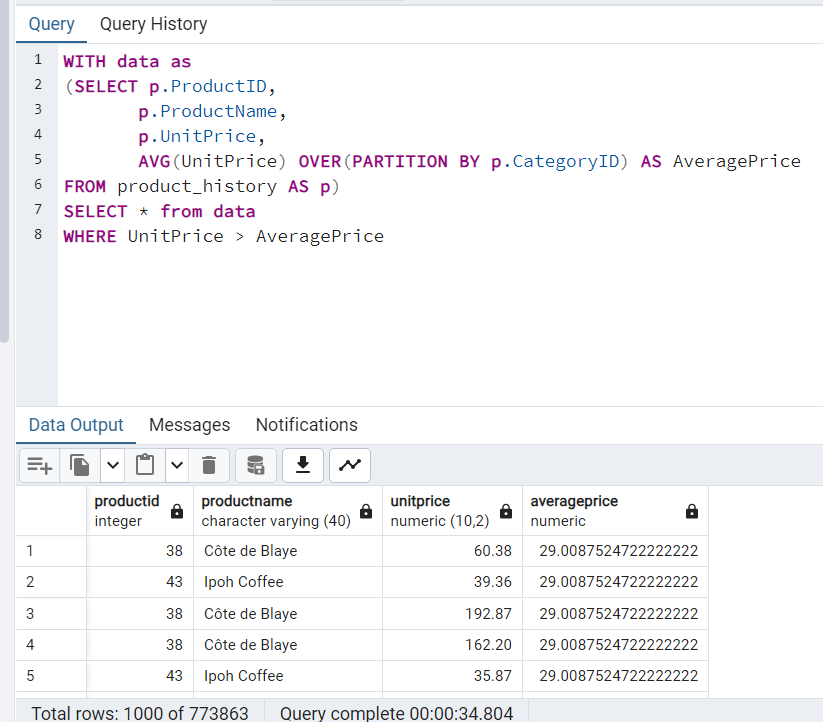 Query Query History
1 WITH data as
2 (SELECT p.ProductID,
3 p.ProductName,
4 p.UnitPrice,
5 AVG(UnitPrice) OVER(PARTITION BY p.CategoryID) AS AveragePrice
6 FROM product_history AS p)
7 SELECT * from data
8 WHERE UnitPrice > AveragePrice
Data Output Messages Notifications
productid productname unitprice averageprice
integer character varying (40) numeric (10,2) numeric
1 38 Côte de Blaye 60.38 29.0087524722222222
2 43 Ipoh Coffee 39.36 29.0087524722222222
3 38 Côte de Blaye 192.87 29.0087524722222222
4 38 Côte de Blaye 162.20 29.0087524722222222
5 43 Ipoh Coffee 35.87 29.0087524722222222
Total rows: 1000 of 773863 Query complete 00:00:34.804